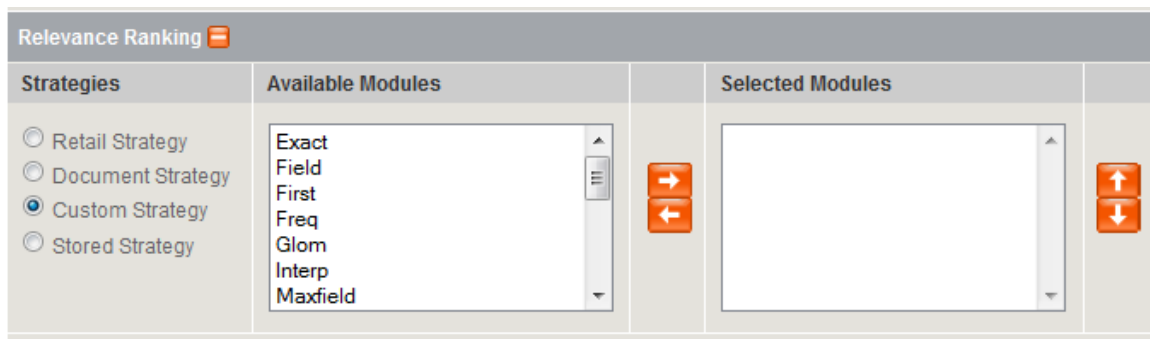 Relevance Ranking
Strategies
Available Modules
Selected Modules
Retail Strategy
Document Strategy
Custom Strategy
Stored Strategy
Exact
Field
First
Freq
Glom
Interp
Maxfield